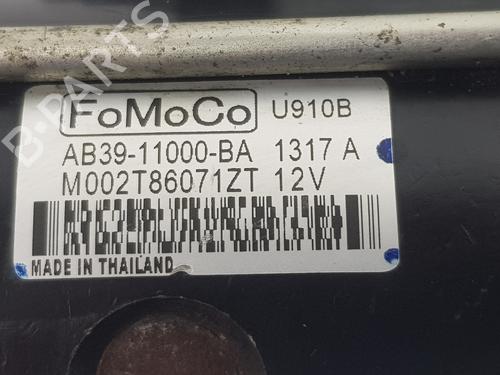 FoMoCo U910B
AB39-11000-BA 1317 A
M002T86071ZT 12V
MADE IN THAILAND
B-PARTS